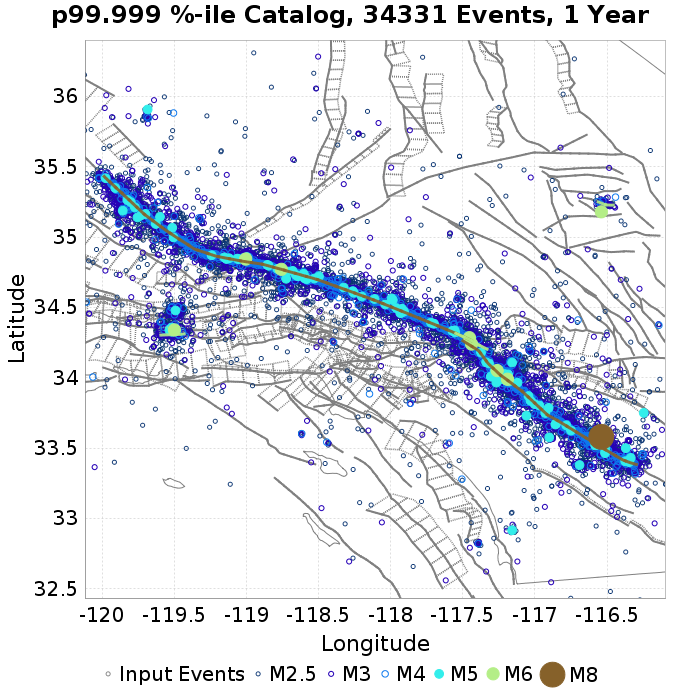 p99.999 %-ile Catalog, 34331 Events, 1 Year
36
35.5
35
34.5
34
33.5
33
32.5
Latitude
-120 -119.5 -119 -118.5 -118 -117.5 -117 -116.5
Longitude
Input Events M2.5 M3 M4 M5 M6 M8